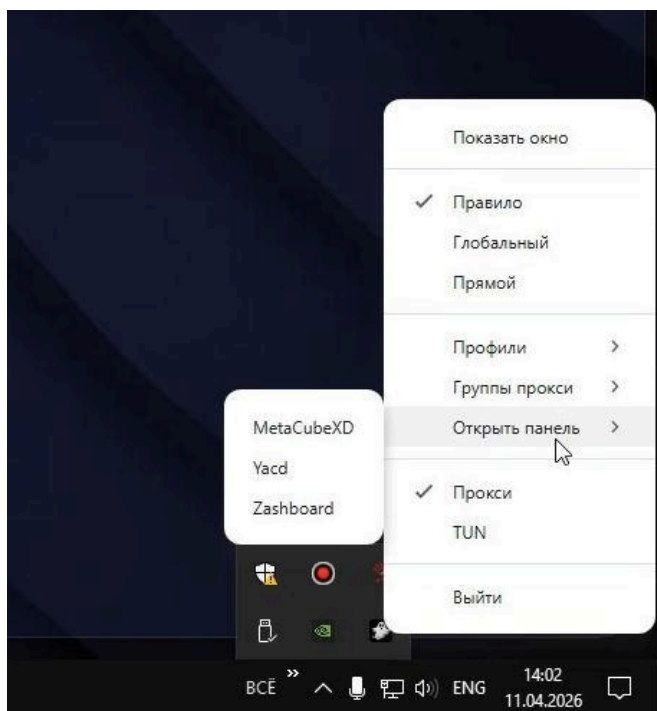 Показать окно
Правило
Глобальный
Прямой
Профили
Группы прокси
Открыть панель
MetaCubeXD
Yacd
Zashboard
Прокси
TUN
Выйти
ВСЁ
ENG
14:02
11.04.2026